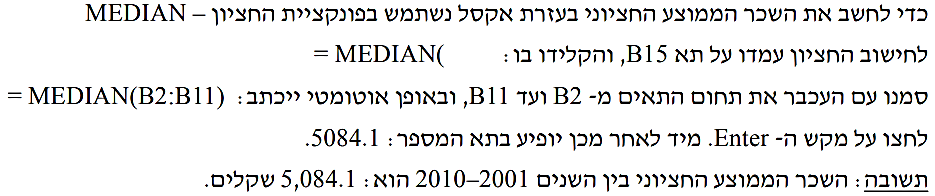 כדי לחשב את השכר הממוצע החציוני בעזרת אקסל נשתמש בפונקציית החציון – MEDIAN
לחישוב החציון עמדו על תא B15, והקלידו בו: = MEDIAN(
סמנו עם העכבר את תחום התאים מ- B2 ועד B11, ובאופן אוטומטי ייכתב: = MEDIAN(B2:B11)
לחצו על מקש ה- Enter. מיד לאחר מכן יופיע בתא המספר: 5084.1.
תשובה: השכר הממוצע החציוני בין השנים 2001–2010 הוא: 5,084.1 שקלים.